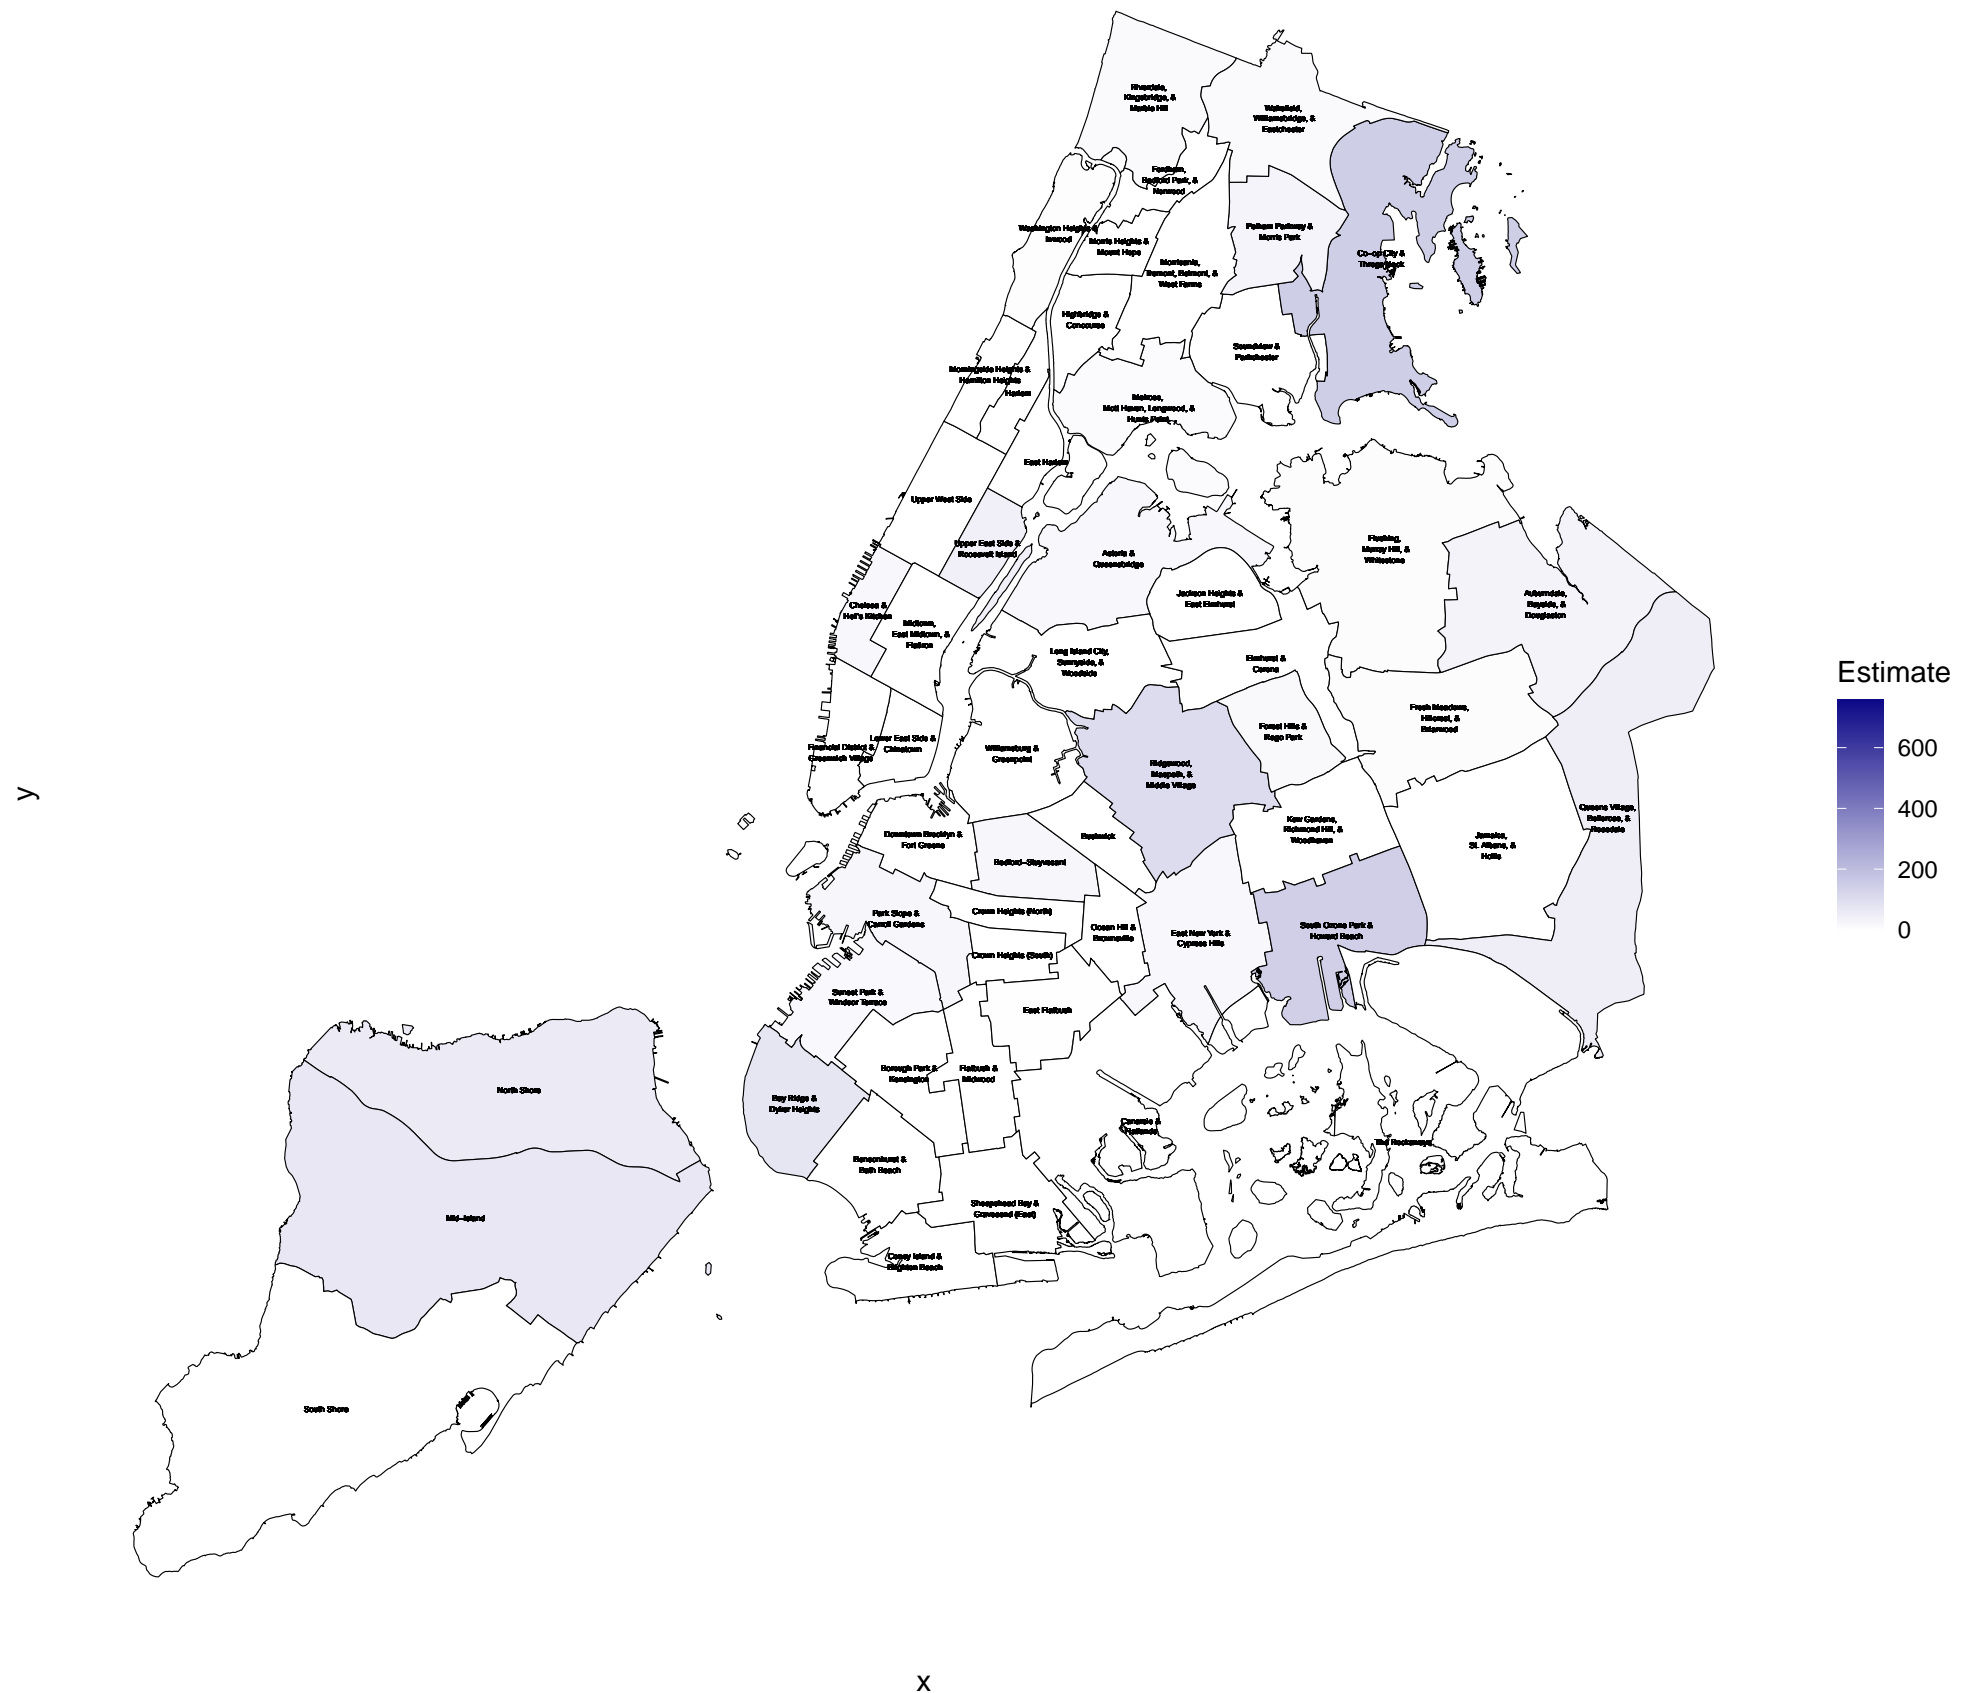 Riverdale,
Kingsbridge, &
Marble Hill
Wakefield,
Williamsbridge, &
Eastchester
Fordham,
Bedford Park, &
Norwood
Washington Heights &
Inwood
Morris Heights &
Mount Hope
Pelham Parkway &
Morris Park
Co-op City &
Throgs Neck
Morrisania,
Tremont, Belmont, &
West Farms
Highbridge &
Concourse
Soundview &
Parkchester
Morningside Heights &
Hamilton Heights
Harlem
Melrose,
Mott Haven, Longwood, &
Hunts Point
East Harlem
Upper West Side
Upper East Side &
Roosevelt Island
Astoria &
Queensbridge
Flushing,
Murray Hill, &
Whitestone
Jackson Heights &
East Elmhurst
Auburndale,
Bayside, &
Douglaston
Chelsea &
Hell's Kitchen
Midtown,
East Midtown, &
Flatiron
Long Island City,
Sunnyside, &
Woodside
Elmhurst &
Corona
Estimate
600
400
200
0
Fresh Meadows,
Hillcrest, &
Briarwood
Forest Hills &
Rego Park
Financial District &
Greenwich Village
Lower East Side &
Chinatown
Williamsburg &
Greenpoint
Ridgewood,
Maspeth, &
Middle Village
y
Queens Village,
Bellerose, &
Rosedale
Downtown Brooklyn &
Fort Greene
Bushwick
Kew Gardens,
Richmond Hill, &
Woodhaven
Jamaica,
St. Albans, &
Hollis
Bedford-Stuyvesant
Park Slope &
Carroll Gardens
Crown Heights (North)
Ocean Hill &
Brownsville
East New York &
Cypress Hills
South Ozone Park &
Howard Beach
Crown Heights (South)
Sunset Park &
Windsor Terrace
East Flatbush
Borough Park &
Kensington
Flatbush &
Midwood
North Shore
Bay Ridge &
Dyker Heights
Canarsie &
Flatlands
The Rockaways
Bensonhurst &
Bath Beach
Mid-Island
Sheepshead Bay &
Gravesend (East)
Coney Island &
Brighton Beach
South Shore
x